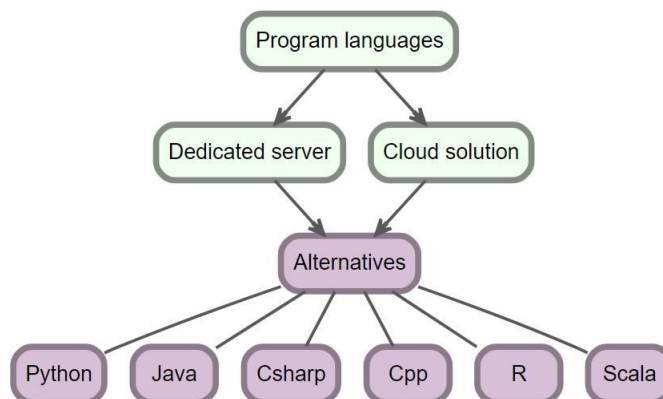 Program languages
Dedicated server
Cloud solution
Alternatives
Python
Java
Csharp
Cpp
R
Scala